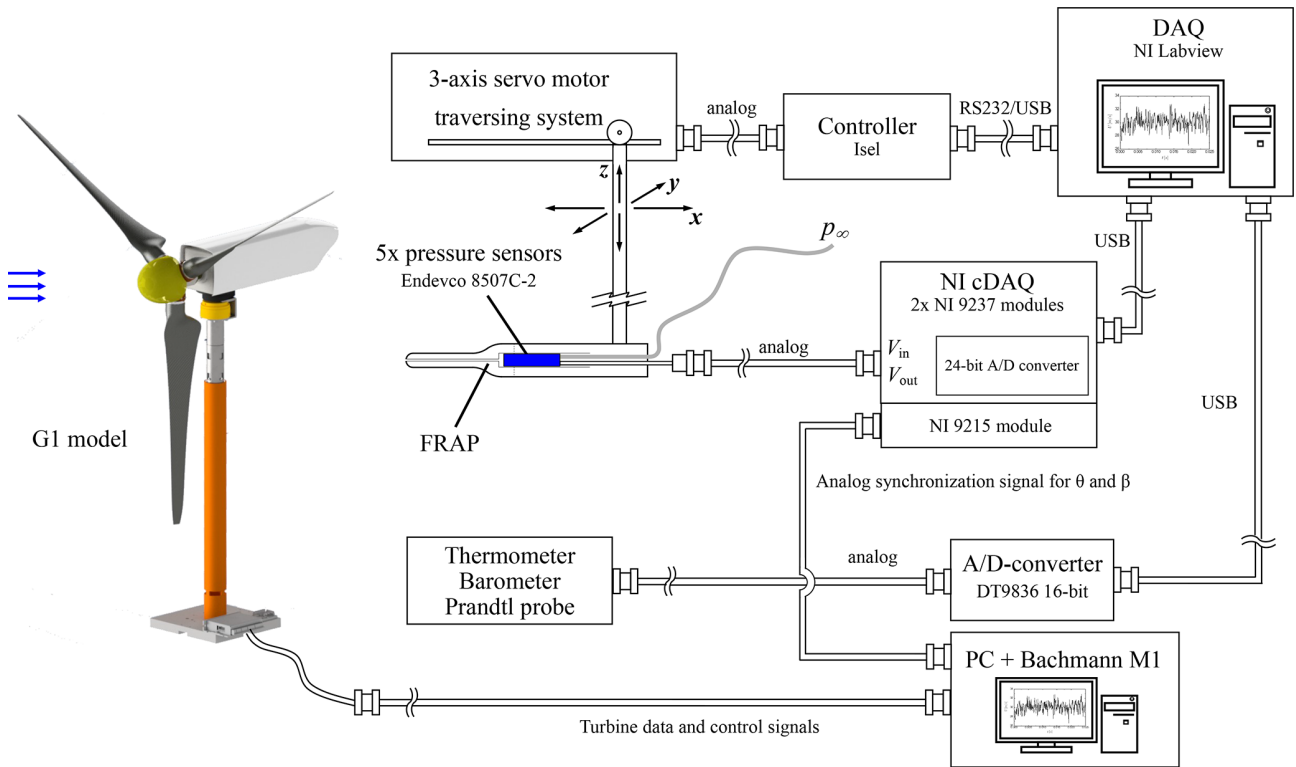 DAQ
NI Labview
3-axis servo motor
traversing system
analog
Controller
Isel
RS232/USB
z
y
x
5x pressure sensors
Endevco 8507C-2
p∞
USB
NI cDAQ
2x NI 9237 modules
analog
Vin
Vout
24-bit A/D converter
USB
FRAP
NI 9215 module
G1 model
Analog synchronization signal for θ and β
Thermometer
Barometer
Prandtl probe
analog
A/D-converter
DT9836 16-bit
PC + Bachmann M1
Turbine data and control signals